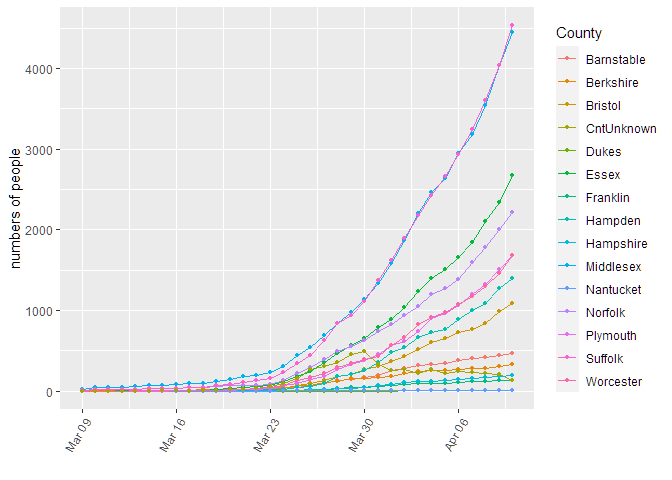 numbers of people
4000
3000
2000
1000
0
Mar 09
Mar 16
Mar 23
Mar 30
Apr 06
County
Barnstable
Berkshire
Bristol
CntUnknown
Dukes
Essex
Franklin
Hampden
Hampshire
Middlesex
Nantucket
Norfolk
Plymouth
Suffolk
Worcester